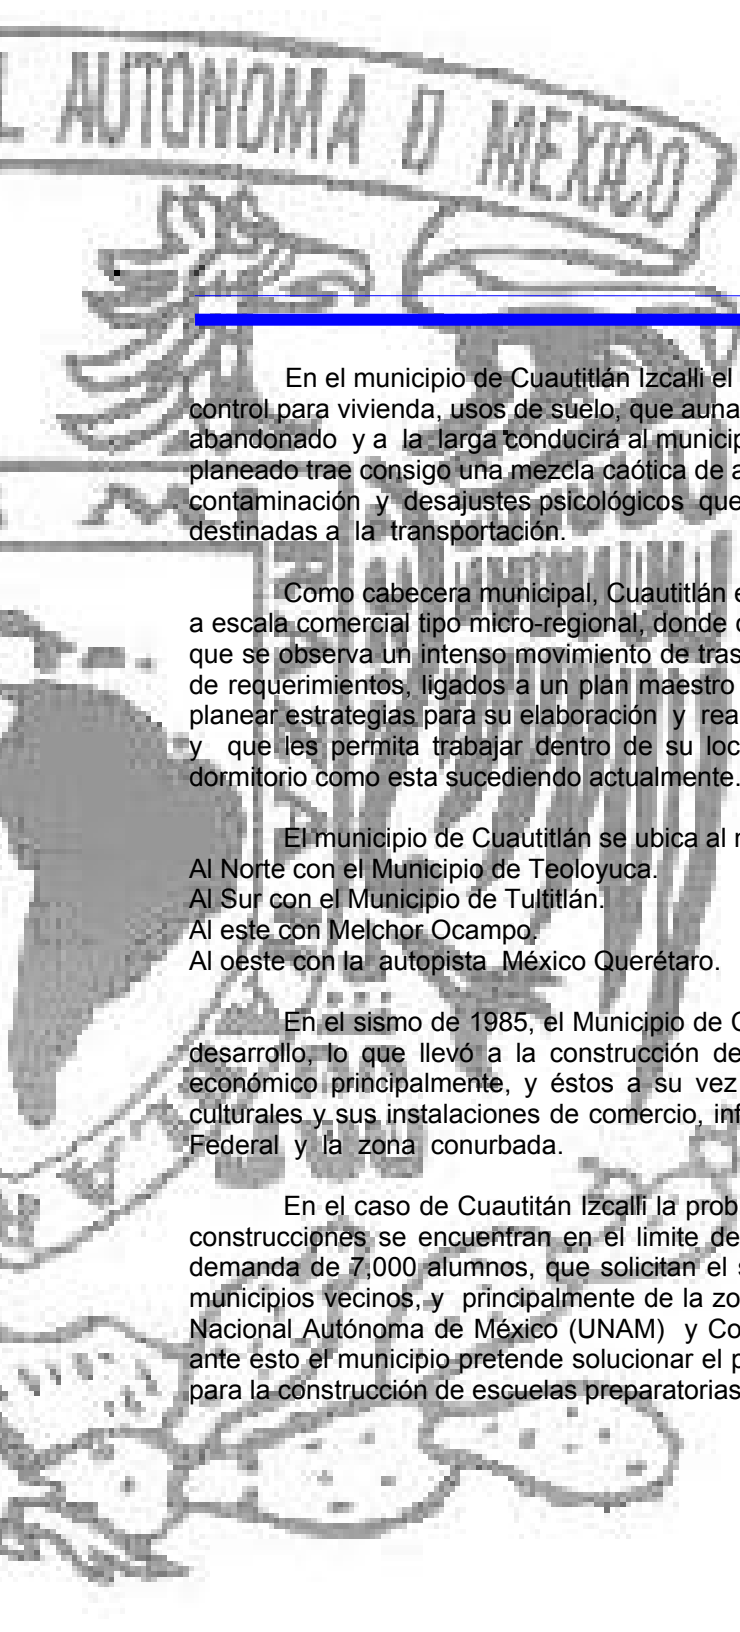 L AUTONOMA D MEXICO
En el municipio de Cuautitlán Izcalli el
control para vivienda, usos de suelo, que auna
abandonado y a la larga conducirá al municip
planeado trae consigo una mezcla caótica de a
contaminación y desajustes psicológicos que
destinadas a la transportación.
Como cabecera municipal, Cuautitlán e
a escala comercial tipo micro-regional, donde
que se observa un intenso movimiento de tras
de requerimientos, ligados a un plan maestro
planear estrategias para su elaboración y rea
y que les permita trabajar dentro de su loc
dormitorio como esta sucediendo actualmente.
El municipio de Cuautitlán se ubica al
Al Norte con el Municipio de Teoloyuca.
Al Sur con el Municipio de Tultitlán.
Al este con Melchor Ocampo.
Al oeste con la autopista México Querétaro.
En el sismo de 1985, el Municipio de C
desarrollo, lo que llevó a la construcción de
económico principalmente, y éstos a su vez
culturales y sus instalaciones de comercio, inf
Federal y la zona conurbada.
En el caso de Cuautitán Izcalli la prob
construcciones se encuentran en el limite de
demanda de 7,000 alumnos, que solicitan el s
municipios vecinos, y principalmente de la zo
Nacional Autónoma de México (UNAM) y Co
ante esto el municipio pretende solucionar el p
para la construcción de escuelas preparatorias